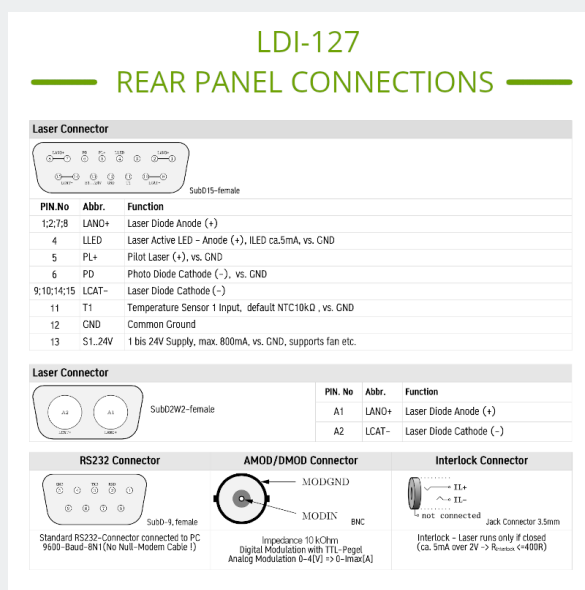 LDI-127
REAR PANEL CONNECTIONS
Laser Connector
SubD15-female
PIN.No Abbr. Function
1;2;7;8 LANO+ Laser Diode Anode (+)
4 LLED Laser Active LED – Anode (+), ILED ca.5mA, vs. GND
5 PL+ Pilot Laser (+), vs. GND
6 PD Photo Diode Cathode (-), vs. GND
9;10;14;15 LCAT- Laser Diode Cathode (-)
11 T1 Temperature Sensor 1 Input, default NTC10kΩ , vs. GND
12 GND Common Ground
13 S1..24V 1 bis 24V Supply, max. 800mA, vs. GND, supports fan etc.
Laser Connector
SubD2W2-female
PIN. No Abbr. Function
A1 LANO+ Laser Diode Anode (+)
A2 LCAT- Laser Diode Cathode (-)
RS232 Connector
SubD-9, female
Standard RS232-Connector connected to PC
9600-Baud-8N1(No Null-Modem Cable !)
AMOD/DMOD Connector
MODGND
MODIN
BNC
Impedance 10 kOhm
Digital Modulation with TTL-Pegel
Analog Modulation 0-4[V] => 0-Imax[A]
Interlock Connector
IL+
IL-
not connected
Jack Connector 3.5mm
Interlock - Laser runs only if closed
(ca. 5mA over 2V -> RInterlock <=400R)